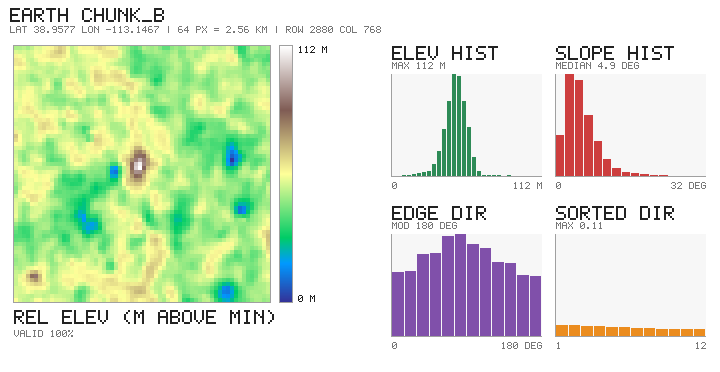 EARTH CHUNK_B
LAT 38.9577 LON -113.1467 | 64 PX = 2.56 KM | ROW 2880 COL 768
112 M
0 M
REL ELEV (M ABOVE MIN)
VALID 100%
ELEV HIST
MAX 112 M
0 112 M
SLOPE HIST
MEDIAN 4.9 DEG
0 32 DEG
EDGE DIR
MOD 180 DEG
0 180 DEG
SORTED DIR
MAX 0.11
1 12